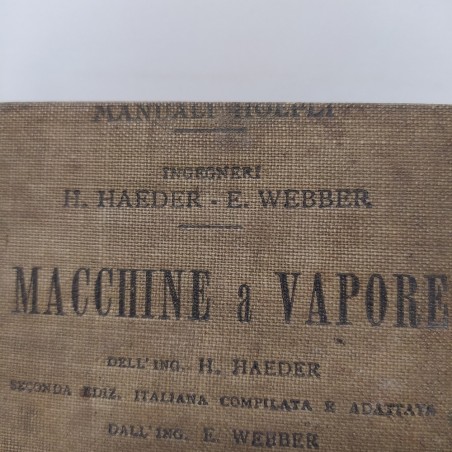 MANUALI HOEPLI
INGEGNERI
H. HAEDER - E. WEBBER
MACCHINE a VAPORE
DELL'ING. H. HAEDER
SECONDA EDIZ. ITALIANA COMPILATA E ADATTATA
DALL'ING. E. WEBBER